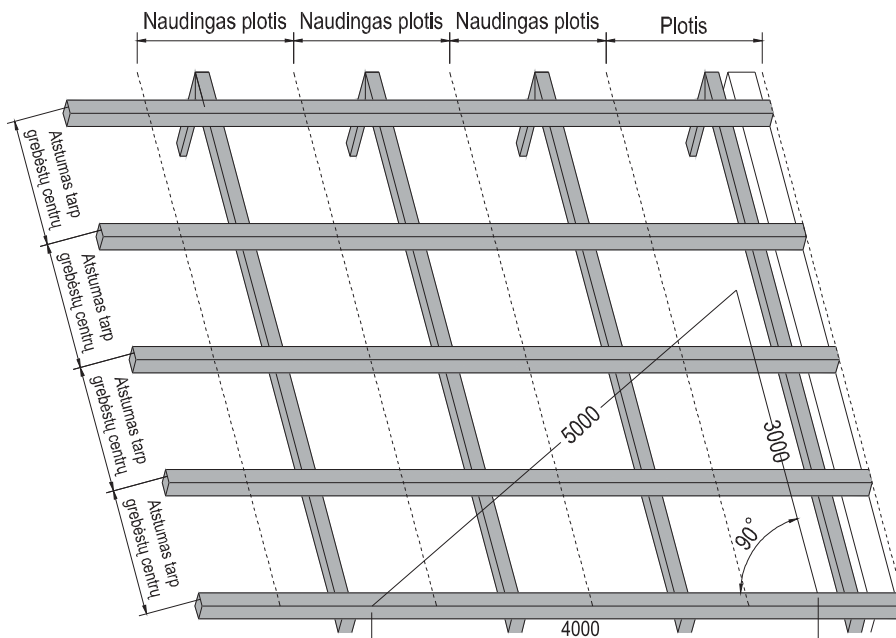 Naudingas plotis
Naudingas plotis
Naudingas plotis
Plotis
Atstumas tarp
grebėstų centrų
Atstumas tarp
grebėstų centrų
Atstumas tarp
grebėstų centrų
Atstumas tarp
grebėstų centrų
5000
3000
90°
4000